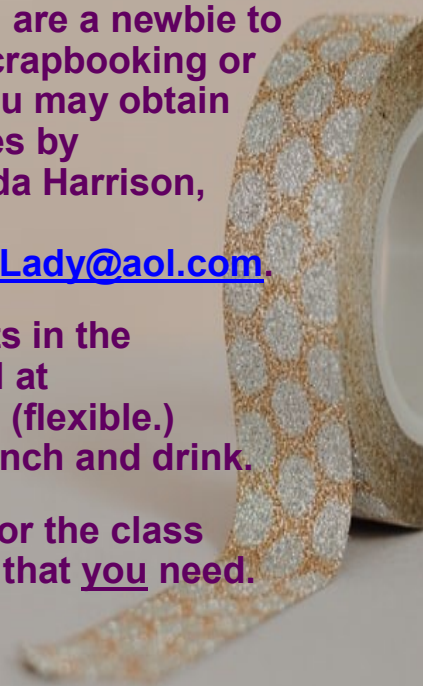 are a newbie to
crapbooking or
u may obtain
es by
da Harrison,
Lady@aol.com.
ts in the
l at
(flexible.)
nch and drink.
or the class
that you need.